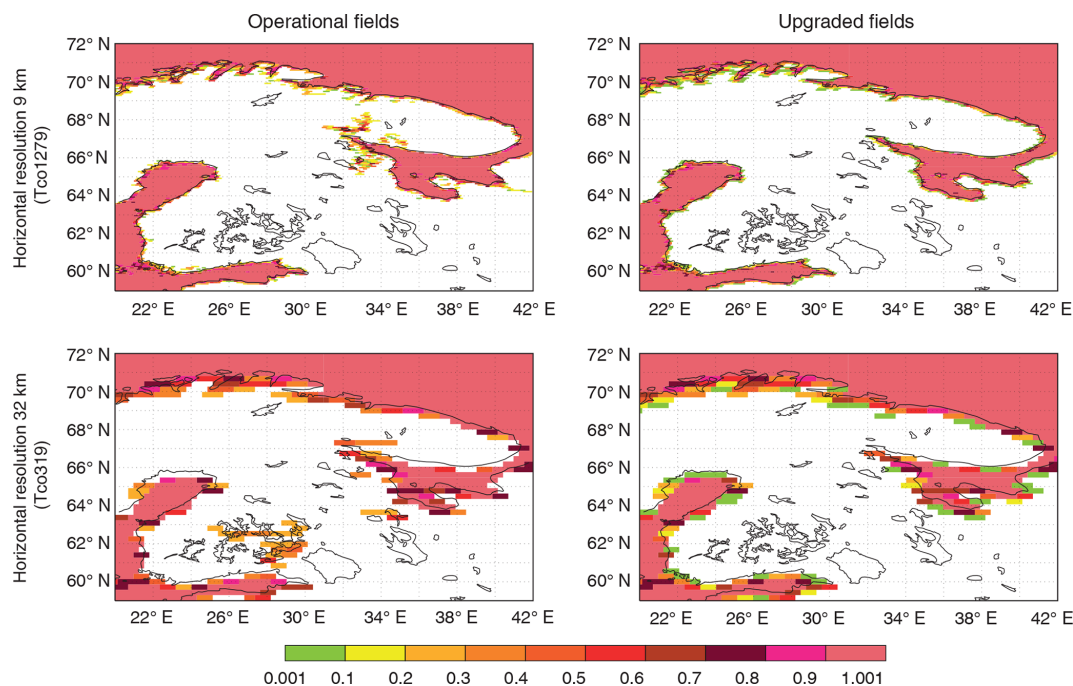 Operational fields
Upgraded fields
Horizontal resolution 9 km
(Tco1279)
72° N
70° N
68° N
66° N
64° N
62° N
60° N
22° E 26° E 30° E 34° E 38° E 42° E
72° N
70° N
68° N
66° N
64° N
62° N
60° N
22° E 26° E 30° E 34° E 38° E 42° E
Horizontal resolution 32 km
(Tco319)
72° N
70° N
68° N
66° N
64° N
62° N
60° N
22° E 26° E 30° E 34° E 38° E 42° E
72° N
70° N
68° N
66° N
64° N
62° N
60° N
22° E 26° E 30° E 34° E 38° E 42° E
0.001 0.1 0.2 0.3 0.4 0.5 0.6 0.7 0.8 0.9 1.001